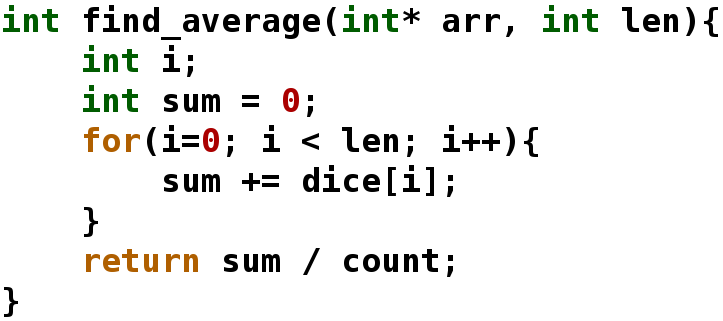 int find_average(int* arr, int len){
    int i;
    int sum = 0;
    for(i=0; i < len; i++){
        sum += dice[i];
    }
    return sum / count;
}